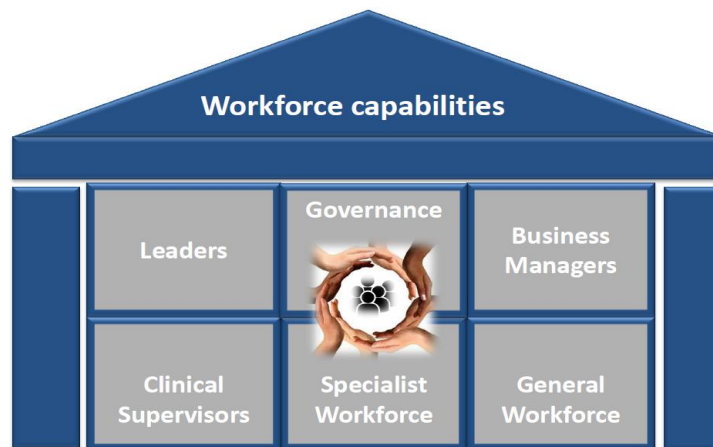 Workforce capabilities
Leaders
Governance
Business
Managers
Clinical
Supervisors
Specialist
Workforce
General
Workforce